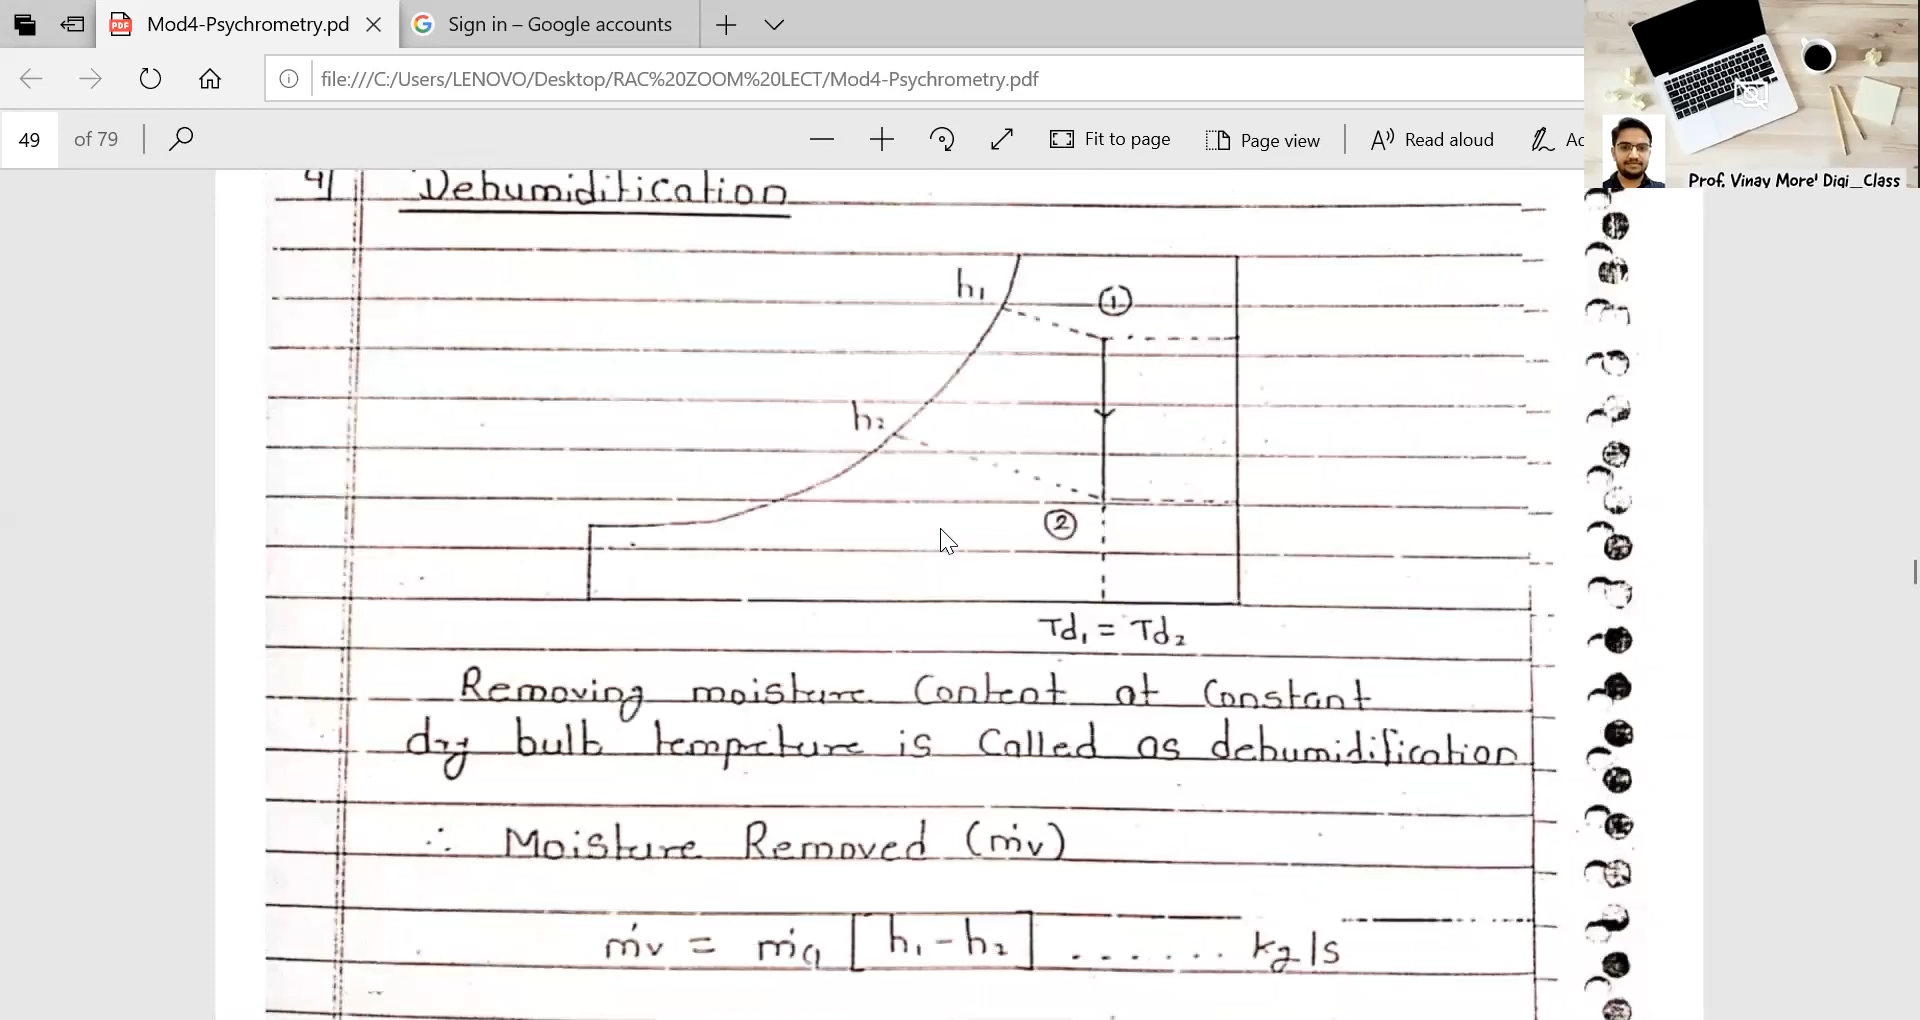 Mod4-Psychrometry.pd
Sign in – Google accounts
file:///C:/Users/LENOVO/Desktop/RAC%20ZOOM%20LECT/Mod4-Psychrometry.pdf
49 of 79
Fit to page
Page view
Read aloud
Ac
Prof. Vinay More' Digi_Class
4] Dehumidification
h₁
①
h₂
②
Td₁ = Td₂
Removing moisture Content at Constant
dry bulb tempreture is Called as dehumidification
∴ Moisture Removed (ṁv)
ṁv = ṁa [h₁ - h₂] ....... kg/s